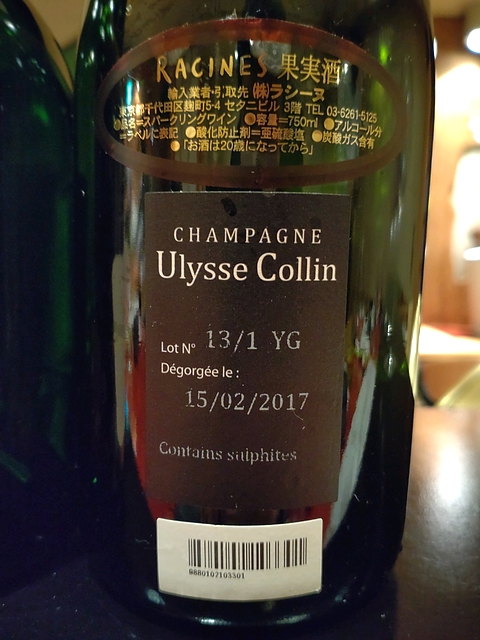 RACINES 果実酒
輸入業者・引取先 ㈱ラシーヌ
東京都千代田区麹町5-4 セタニビル 3階 TEL 03-6261-5125
●品名=スパークリングワイン ●容量=750ml ●アルコール分
=ラベルに表記 ●酸化防止剤=亜硫酸塩 ●炭酸ガス含有
●「お酒は20歳になってから」
CHAMPAGNE
Ulysse Collin
Lot N° 13/1 YG
Dégorgée le :
15/02/2017
Contains sulphites